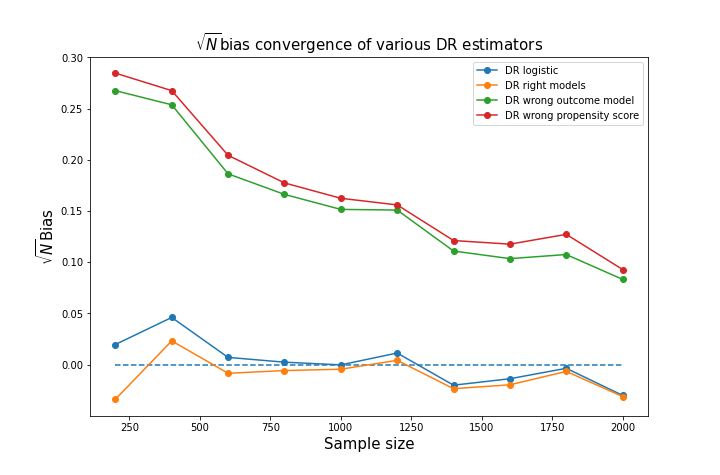 √N bias convergence of various DR estimators
DR logistic
DR right models
DR wrong outcome model
DR wrong propensity score
√N Bias
0.30
0.25
0.20
0.15
0.10
0.05
0.00
250
500
750
1000
1250
1500
1750
2000
Sample size